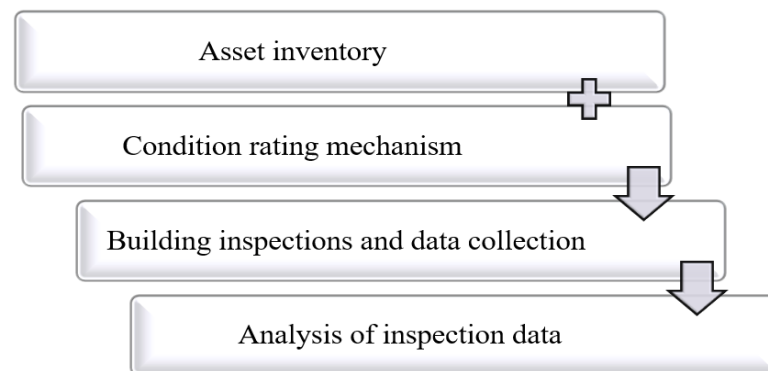 Asset inventory
Condition rating mechanism
Building inspections and data collection
Analysis of inspection data